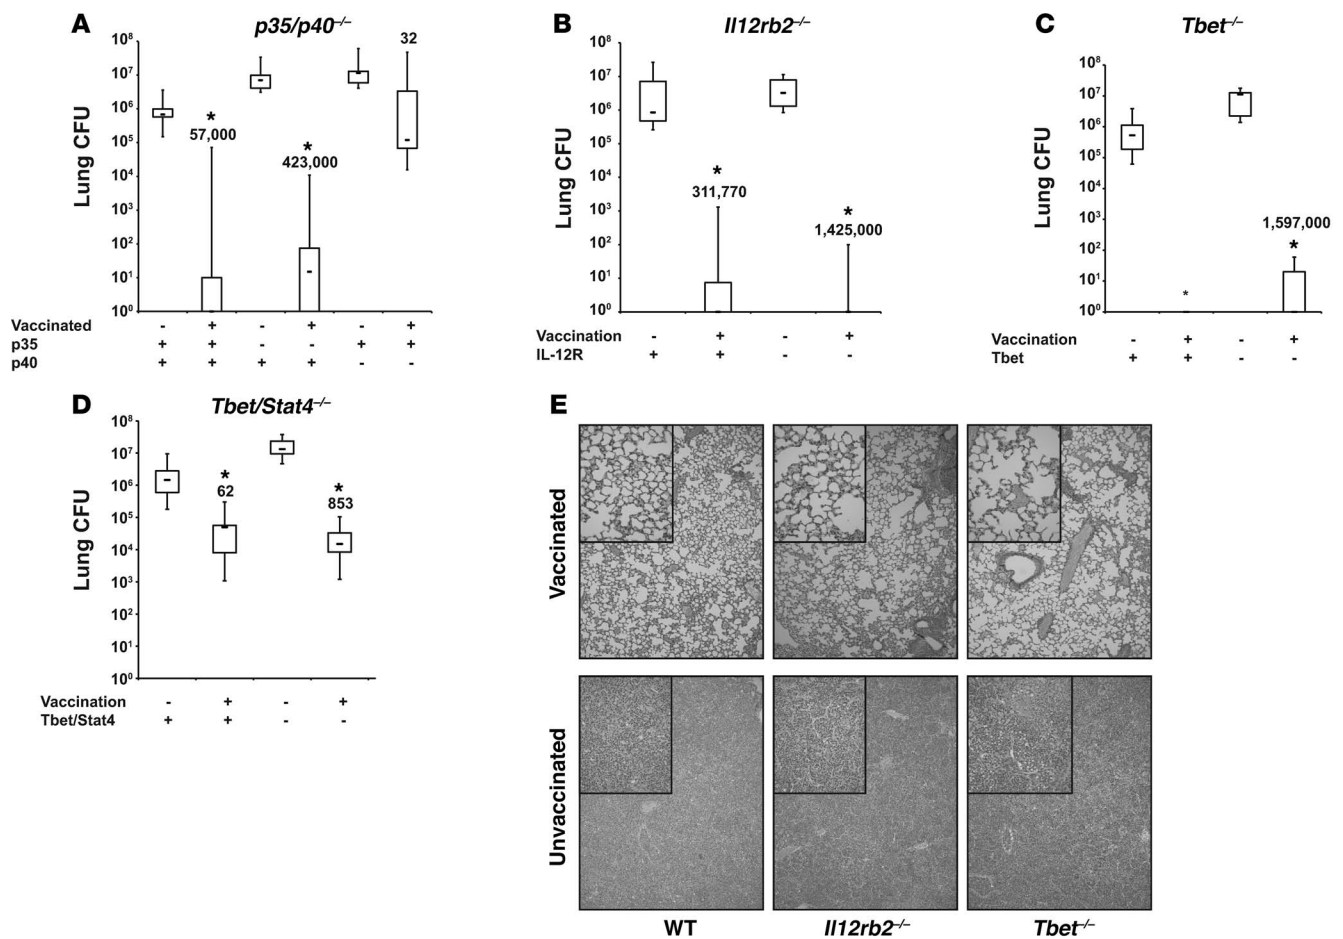 A
p35/p40–/–
Lung CFU
10⁸
10⁷
10⁶
10⁵
10⁴
10³
10²
10¹
10⁰
*
57,000
*
423,000
32
Vaccinated - + - + - +
p35 + + - - + +
p40 + + + + - -
B
Il12rb2–/–
Lung CFU
10⁸
10⁷
10⁶
10⁵
10⁴
10³
10²
10¹
10⁰
*
311,770
*
1,425,000
Vaccination - + - +
IL-12R + + - -
C
Tbet–/–
Lung CFU
10⁸
10⁷
10⁶
10⁵
10⁴
10³
10²
10¹
10⁰
*
1,597,000
*
Vaccination - + - +
Tbet + + - -
D
Tbet/Stat4–/–
Lung CFU
10⁸
10⁷
10⁶
10⁵
10⁴
10³
10²
10¹
10⁰
*
62
*
853
Vaccination - + - +
Tbet/Stat4 + + - -
E
Vaccinated
Unvaccinated
WT
Il12rb2–/–
Tbet–/–